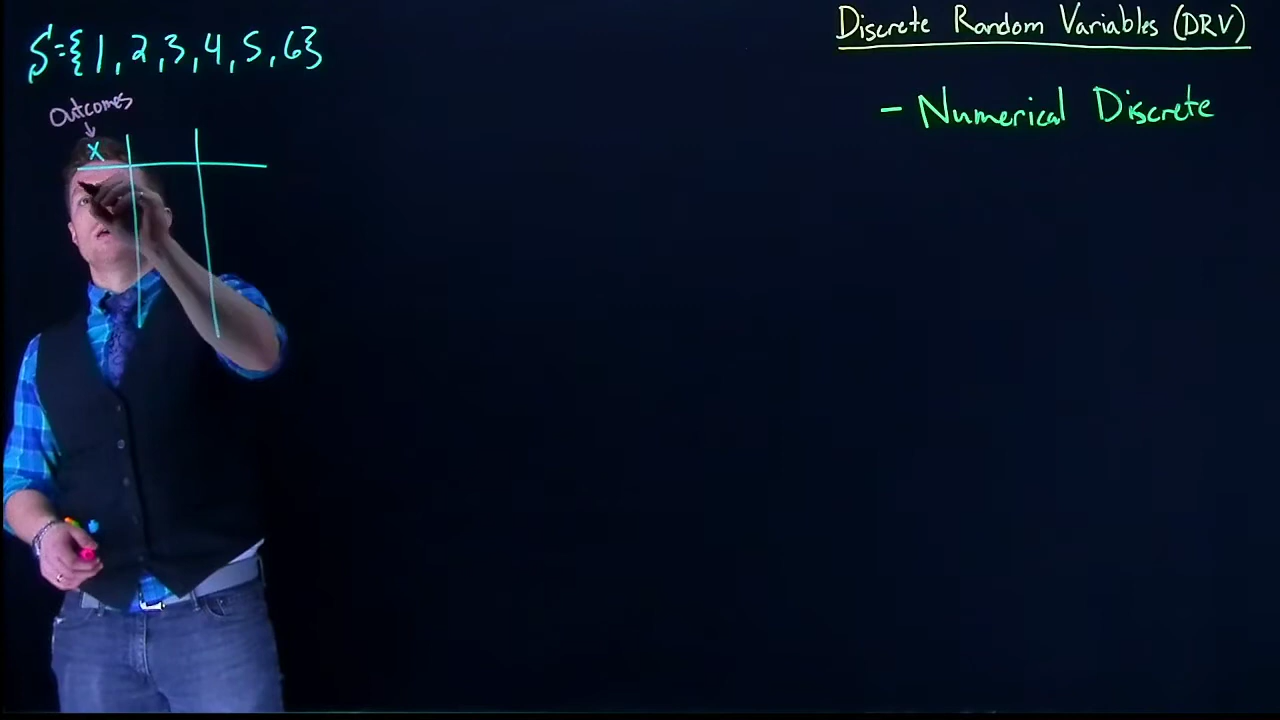 S={1,2,3,4,5,6}
Outcomes
x
Discrete Random Variables (DRV)
- Numerical Discrete